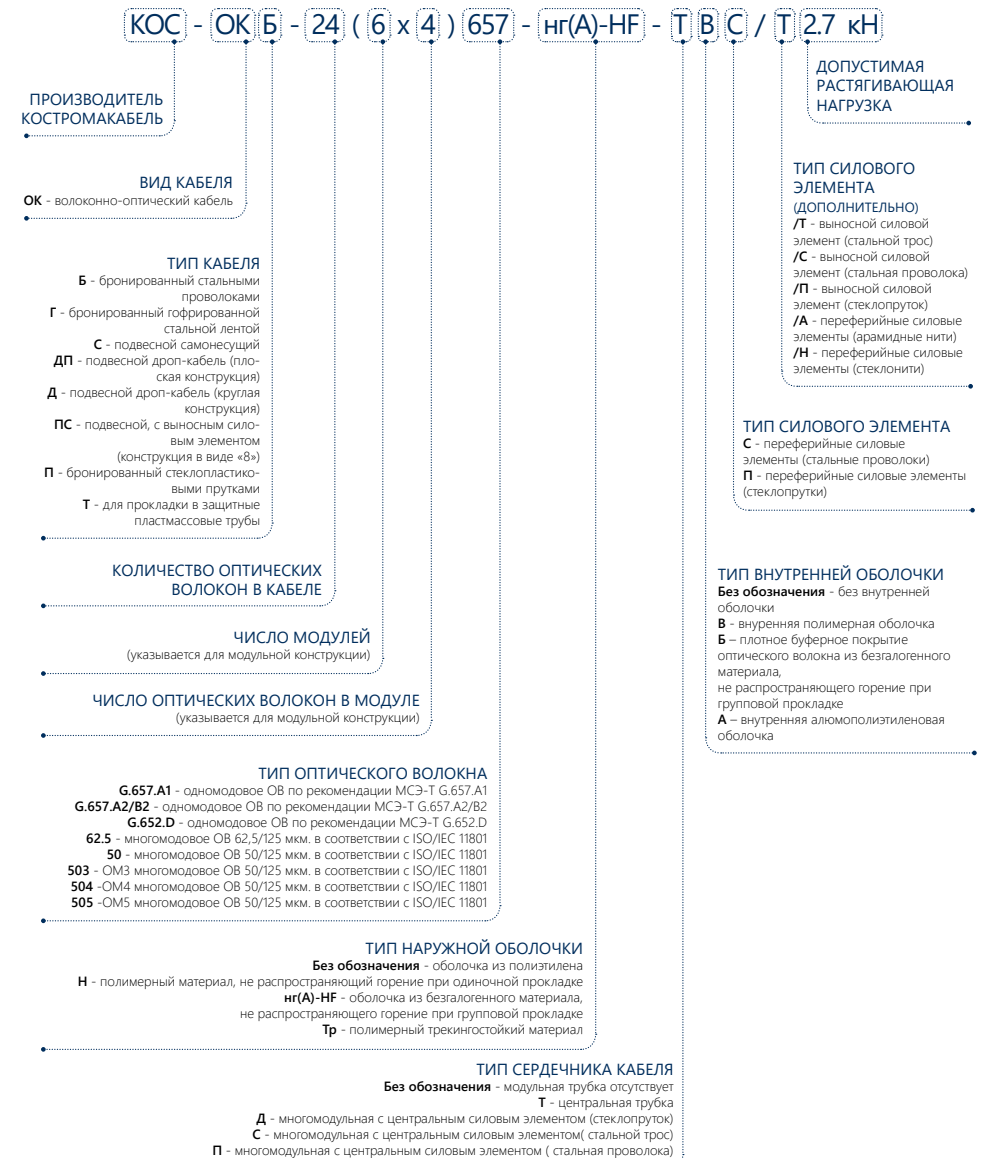 КОС - ОК Б - 24 ( 6 х 4 ) 657 - нг(А)-HF - Т В С / Т 2.7 кН
ПРОИЗВОДИТЕЛЬ
КОСТРОМАКАБЕЛЬ
ВИД КАБЕЛЯ
ОК - волоконно-оптический кабель
ТИП КАБЕЛЯ
Б - бронированный стальными
проволоками
Г - бронированный гофрированной
стальной лентой
С - подвесной самонесущий
ДП - подвесной дроп-кабель (пло-
ская конструкция)
Д - подвесной дроп-кабель (круглая
конструкция)
ПС - подвесной, с выносным сило-
вым элементом
(конструкция в виде «8»)
П - бронированный стеклопластико-
выми прутками
Т - для прокладки в защитные
пластмассовые трубы
КОЛИЧЕСТВО ОПТИЧЕСКИХ
ВОЛОКОН В КАБЕЛЕ
ЧИСЛО МОДУЛЕЙ
(указывается для модульной конструкции)
ЧИСЛО ОПТИЧЕСКИХ ВОЛОКОН В МОДУЛЕ
(указывается для модульной конструкции)
ТИП ОПТИЧЕСКОГО ВОЛОКНА
G.657.A1 - одномодовое ОВ по рекомендации МСЭ-Т G.657.A1
G.657.A2/B2 - одномодовое ОВ по рекомендации МСЭ-Т G.657.A2/B2
G.652.D - одномодовое ОВ по рекомендации МСЭ-Т G.652.D
62.5 - многомодовое ОВ 62,5/125 мкм. в соответствии с ISO/IEC 11801
50 - многомодовое ОВ 50/125 мкм. в соответствии с ISO/IEC 11801
503 - ОМ3 многомодовое ОВ 50/125 мкм. в соответствии с ISO/IEC 11801
504 -ОМ4 многомодовое ОВ 50/125 мкм. в соответствии с ISO/IEC 11801
505 -ОМ5 многомодовое ОВ 50/125 мкм. в соответствии с ISO/IEC 11801
ТИП НАРУЖНОЙ ОБОЛОЧКИ
Без обозначения - оболочка из полиэтилена
Н - полимерный материал, не распространяющий горение при одиночной прокладке
нг(А)-HF - оболочка из безгалогенного материала,
не распространяющего горение при групповой прокладке
Тр - полимерный трекингостойкий материал
ТИП СЕРДЕЧНИКА КАБЕЛЯ
Без обозначения - модульная трубка отсутствует
Т - центральная трубка
Д - многомодульная с центральным силовым элементом (стеклопруток)
С - многомодульная с центральным силовым элементом( стальной трос)
П - многомодульная с центральным силовым элементом ( стальная проволока)
ДОПУСТИМАЯ
РАСТЯГИВАЮЩАЯ
НАГРУЗКА
ТИП СИЛОВОГО
ЭЛЕМЕНТА
(ДОПОЛНИТЕЛЬНО)
/Т - выносной силовой
элемент (стальной трос)
/С - выносной силовой
элемент (стальная проволока)
/П - выносной силовой
элемент (стеклопруток)
/А - переферийные силовые
элементы (арамидные нити)
/Н - переферийные силовые
элементы (стеклонити)
ТИП СИЛОВОГО ЭЛЕМЕНТА
С - переферийные силовые
элементы (стальные проволоки)
П - переферийные силовые элементы
(стеклопрутки)
ТИП ВНУТРЕННЕЙ ОБОЛОЧКИ
Без обозначения - без внутренней
оболочки
В - внуренняя полимерная оболочка
Б – плотное буферное покрытие
оптического волокна из безгалогенного
материала,
не распространяющего горение при
групповой прокладке
А – внутренняя алюмополиэтиленовая
оболочка